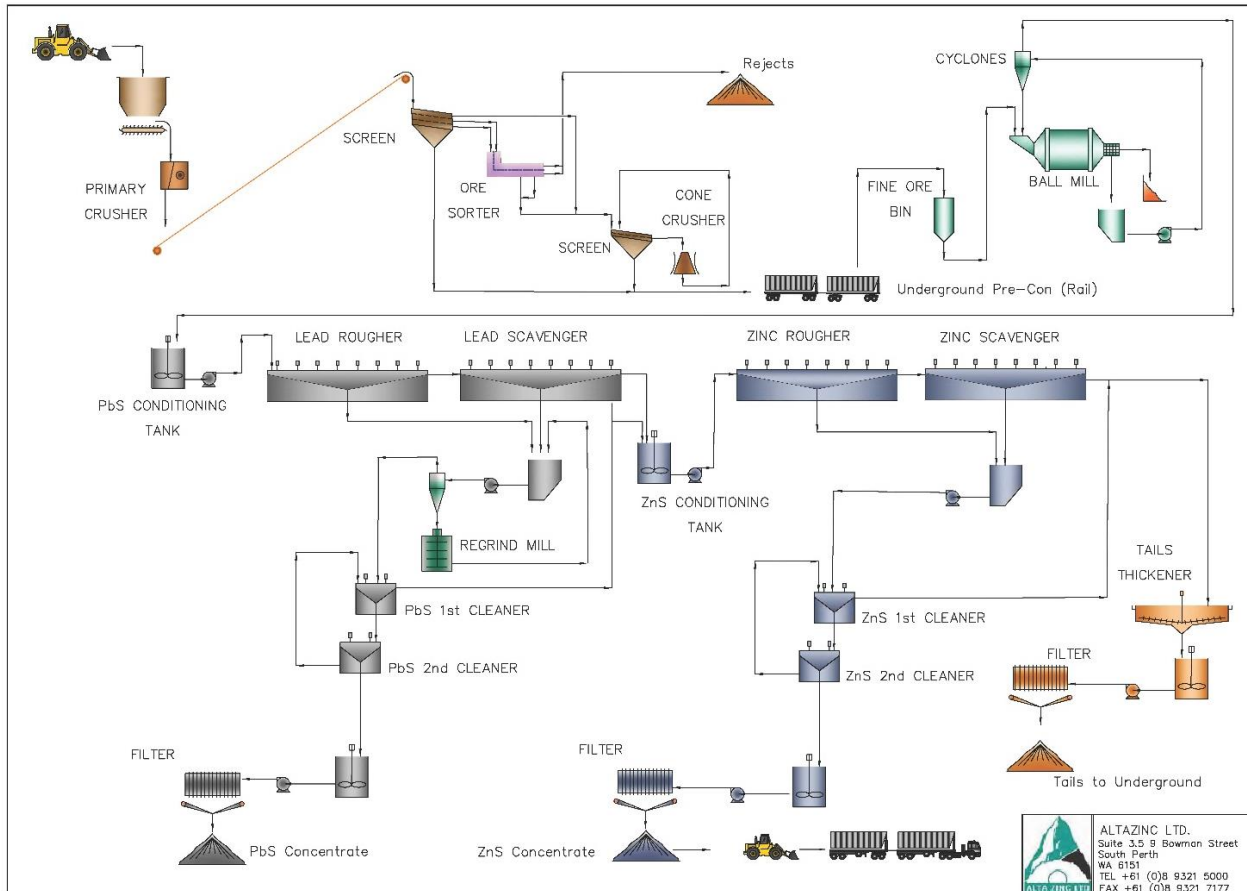 Rejects
CYCLONES
SCREEN
PRIMARY
CRUSHER
ORE
SORTER
CONE
CRUSHER
SCREEN
FINE ORE
BIN
BALL MILL
Underground Pre-Con (Rail)
LEAD ROUGHER
LEAD SCAVENGER
ZINC ROUGHER
ZINC SCAVENGER
PbS CONDITIONING
TANK
ZnS CONDITIONING
TANK
REGRIND MILL
TAILS
THICKENER
PbS 1st CLEANER
ZnS 1st CLEANER
PbS 2nd CLEANER
ZnS 2nd CLEANER
FILTER
FILTER
FILTER
Tails to Underground
PbS Concentrate
ZnS Concentrate
ALTA ZINC LTD
ALTAZINC LTD.
Suite 3.5 9 Bowman Street
South Perth
WA 6151
TEL +61 (0)8 9321 5000
FAX +61 (0)8 9321 7177